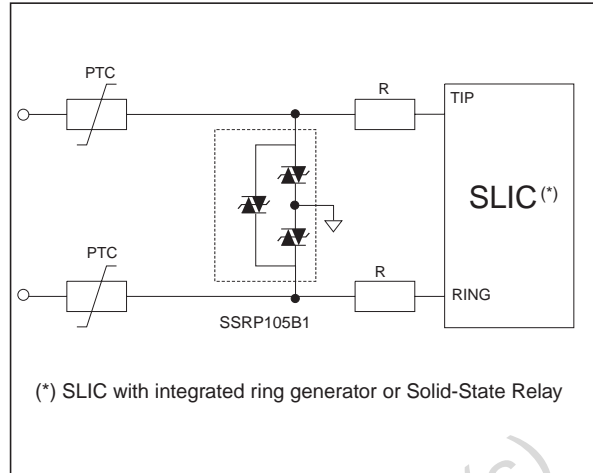 PTC
R
TIP
SLIC(*)
PTC
R
RING
SSRP105B1
(*) SLIC with integrated ring generator or Solid-State Relay